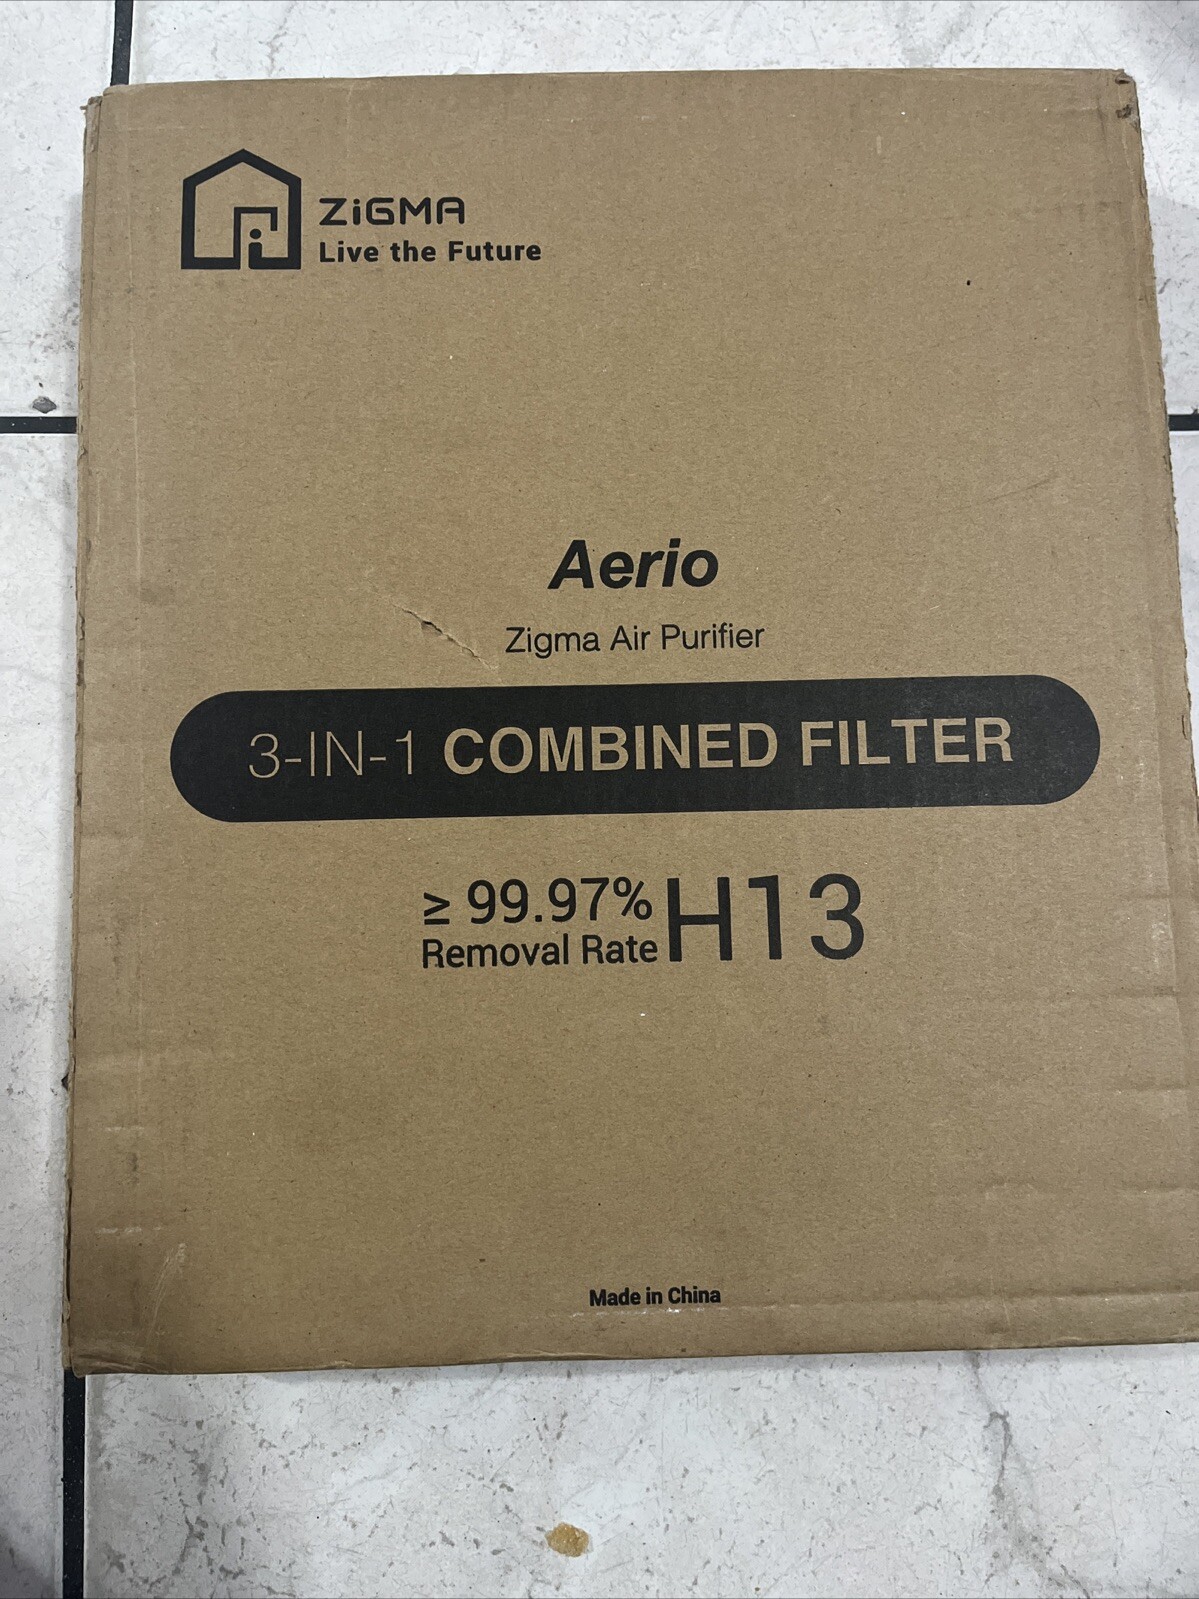 ZiGMA
Live the Future
Aerio
Zigma Air Purifier
3-IN-1 COMBINED FILTER
≥ 99.97% H13
Removal Rate
Made in China